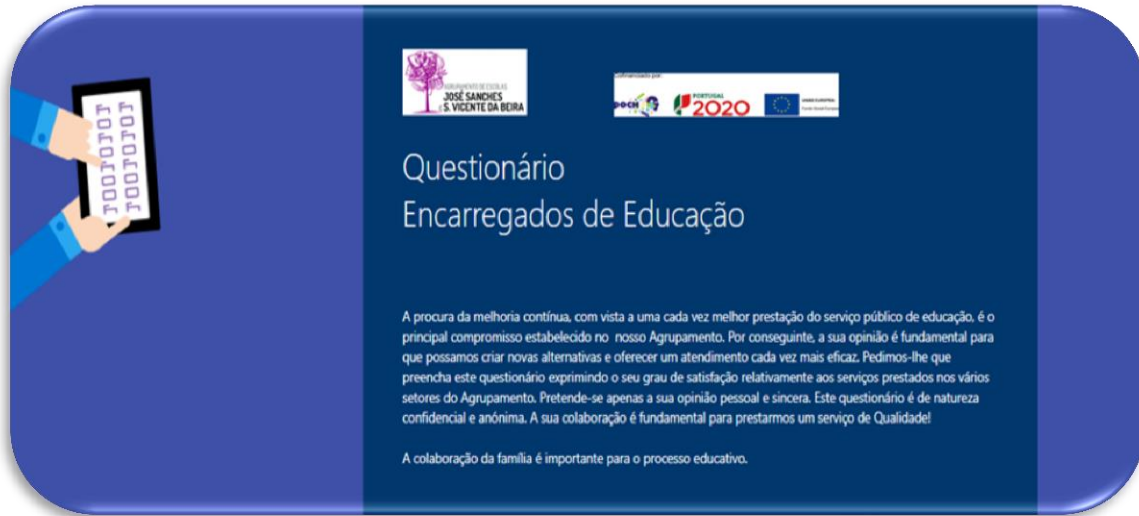 AGRUPAMENTO DE ESCOLAS
JOSÉ SANCHES
E S. VICENTE DA BEIRA
Cofinanciado por:
POCH
PORTUGAL
2020
UNIÃO EUROPEIA
Fundo Social Europeu
Questionário
Encarregados de Educação
A procura da melhoria contínua, com vista a uma cada vez melhor prestação do serviço público de educação, é o
principal compromisso estabelecido no nosso Agrupamento. Por conseguinte, a sua opinião é fundamental para
que possamos criar novas alternativas e oferecer um atendimento cada vez mais eficaz. Pedimos-lhe que
preencha este questionário exprimindo o seu grau de satisfação relativamente aos serviços prestados nos vários
setores do Agrupamento. Pretende-se apenas a sua opinião pessoal e sincera. Este questionário é de natureza
confidencial e anónima. A sua colaboração é fundamental para prestarmos um serviço de Qualidade!
A colaboração da família é importante para o processo educativo.